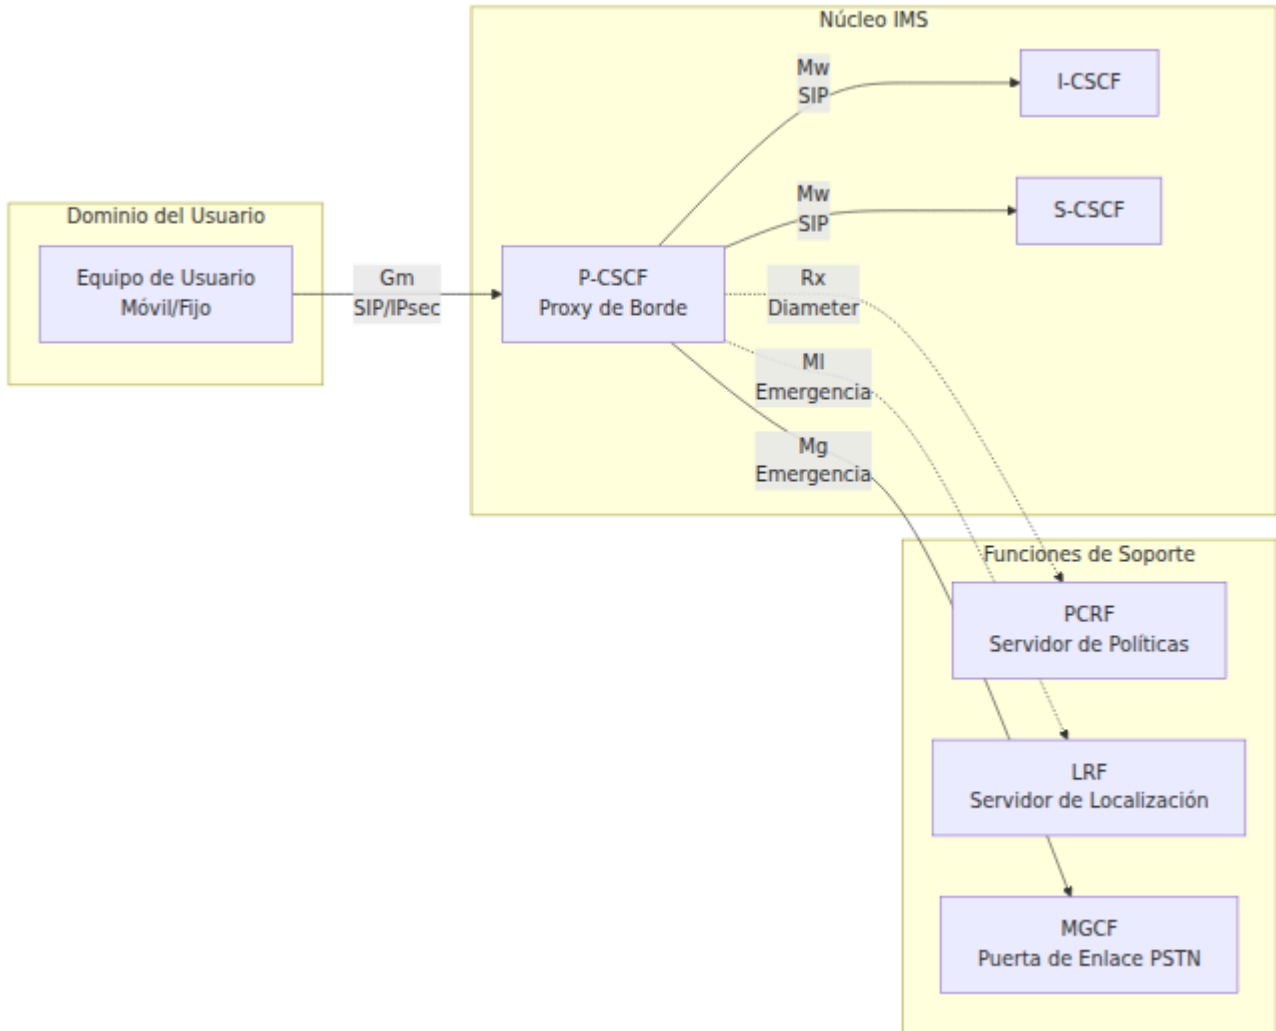 Núcleo IMS
Mw
SIP
I-CSCF
Mw
SIP
S-CSCF
Dominio del Usuario
Equipo de Usuario
Móvil/Fijo
Gm
SIP/IPsec
P-CSCF
Proxy de Borde
Rx
Diameter
Ml
Emergencia
Mg
Emergencia
Funciones de Soporte
PCRF
Servidor de Políticas
LRF
Servidor de Localización
MGCF
Puerta de Enlace PSTN